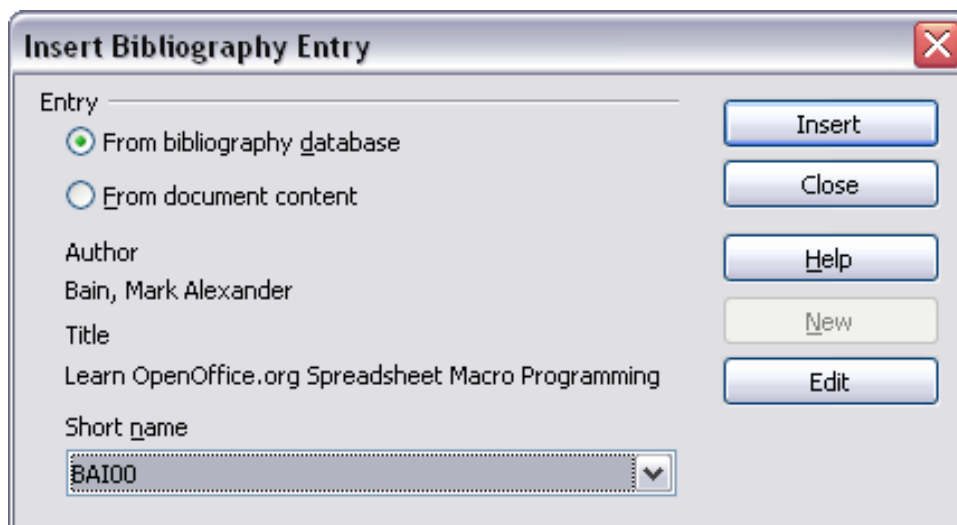 Insert Bibliography Entry
Entry
From bibliography database
From document content
Author
Bain, Mark Alexander
Title
Learn OpenOffice.org Spreadsheet Macro Programming
Short name
BAI00
Insert
Close
Help
New
Edit